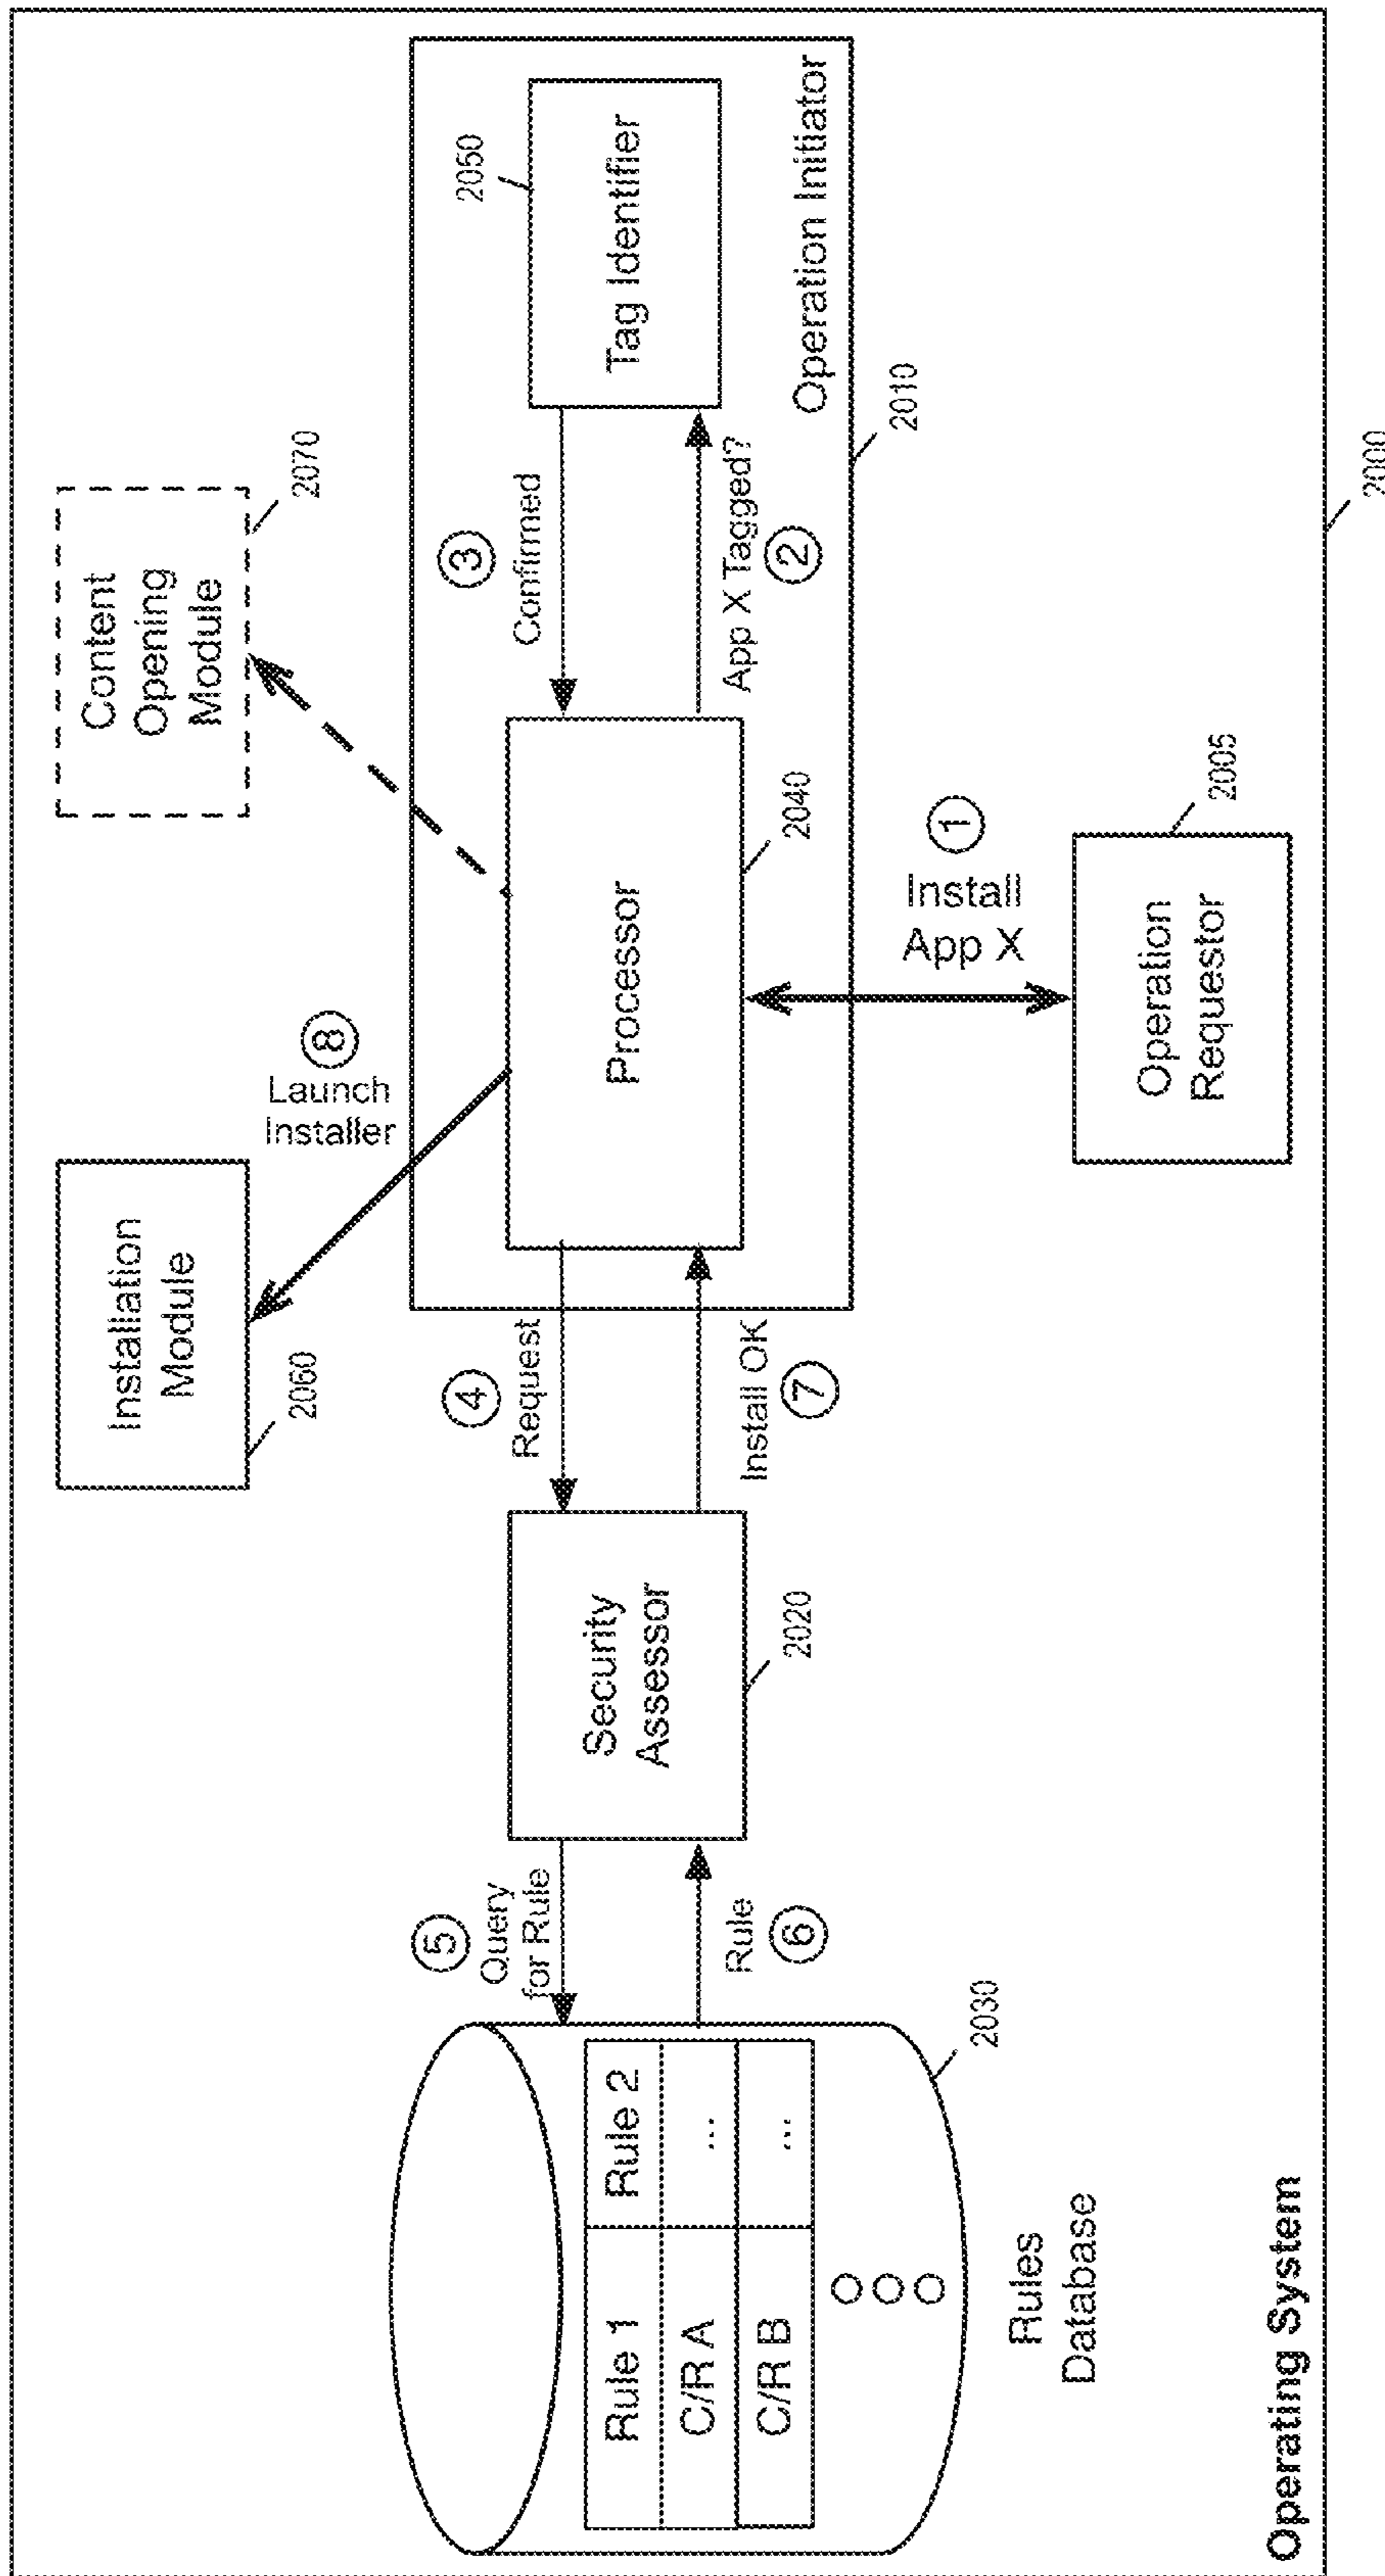 Installation
Module
2060
Content
Opening
Module
2070
8
Launch
Installer
5
Query
for Rule
4
Request
3
Confirmed
2050
Rule 1
Rule 2
C/R A
...
C/R B
...
Security
Assessor
Processor
Tag Identifier
Rule
6
Install OK
7
App X Tagged?
2
Operation Initiator
2030
2020
2040
2010
Rules
Database
1
Install
App X
2005
Operation
Requestor
Operating System
2000